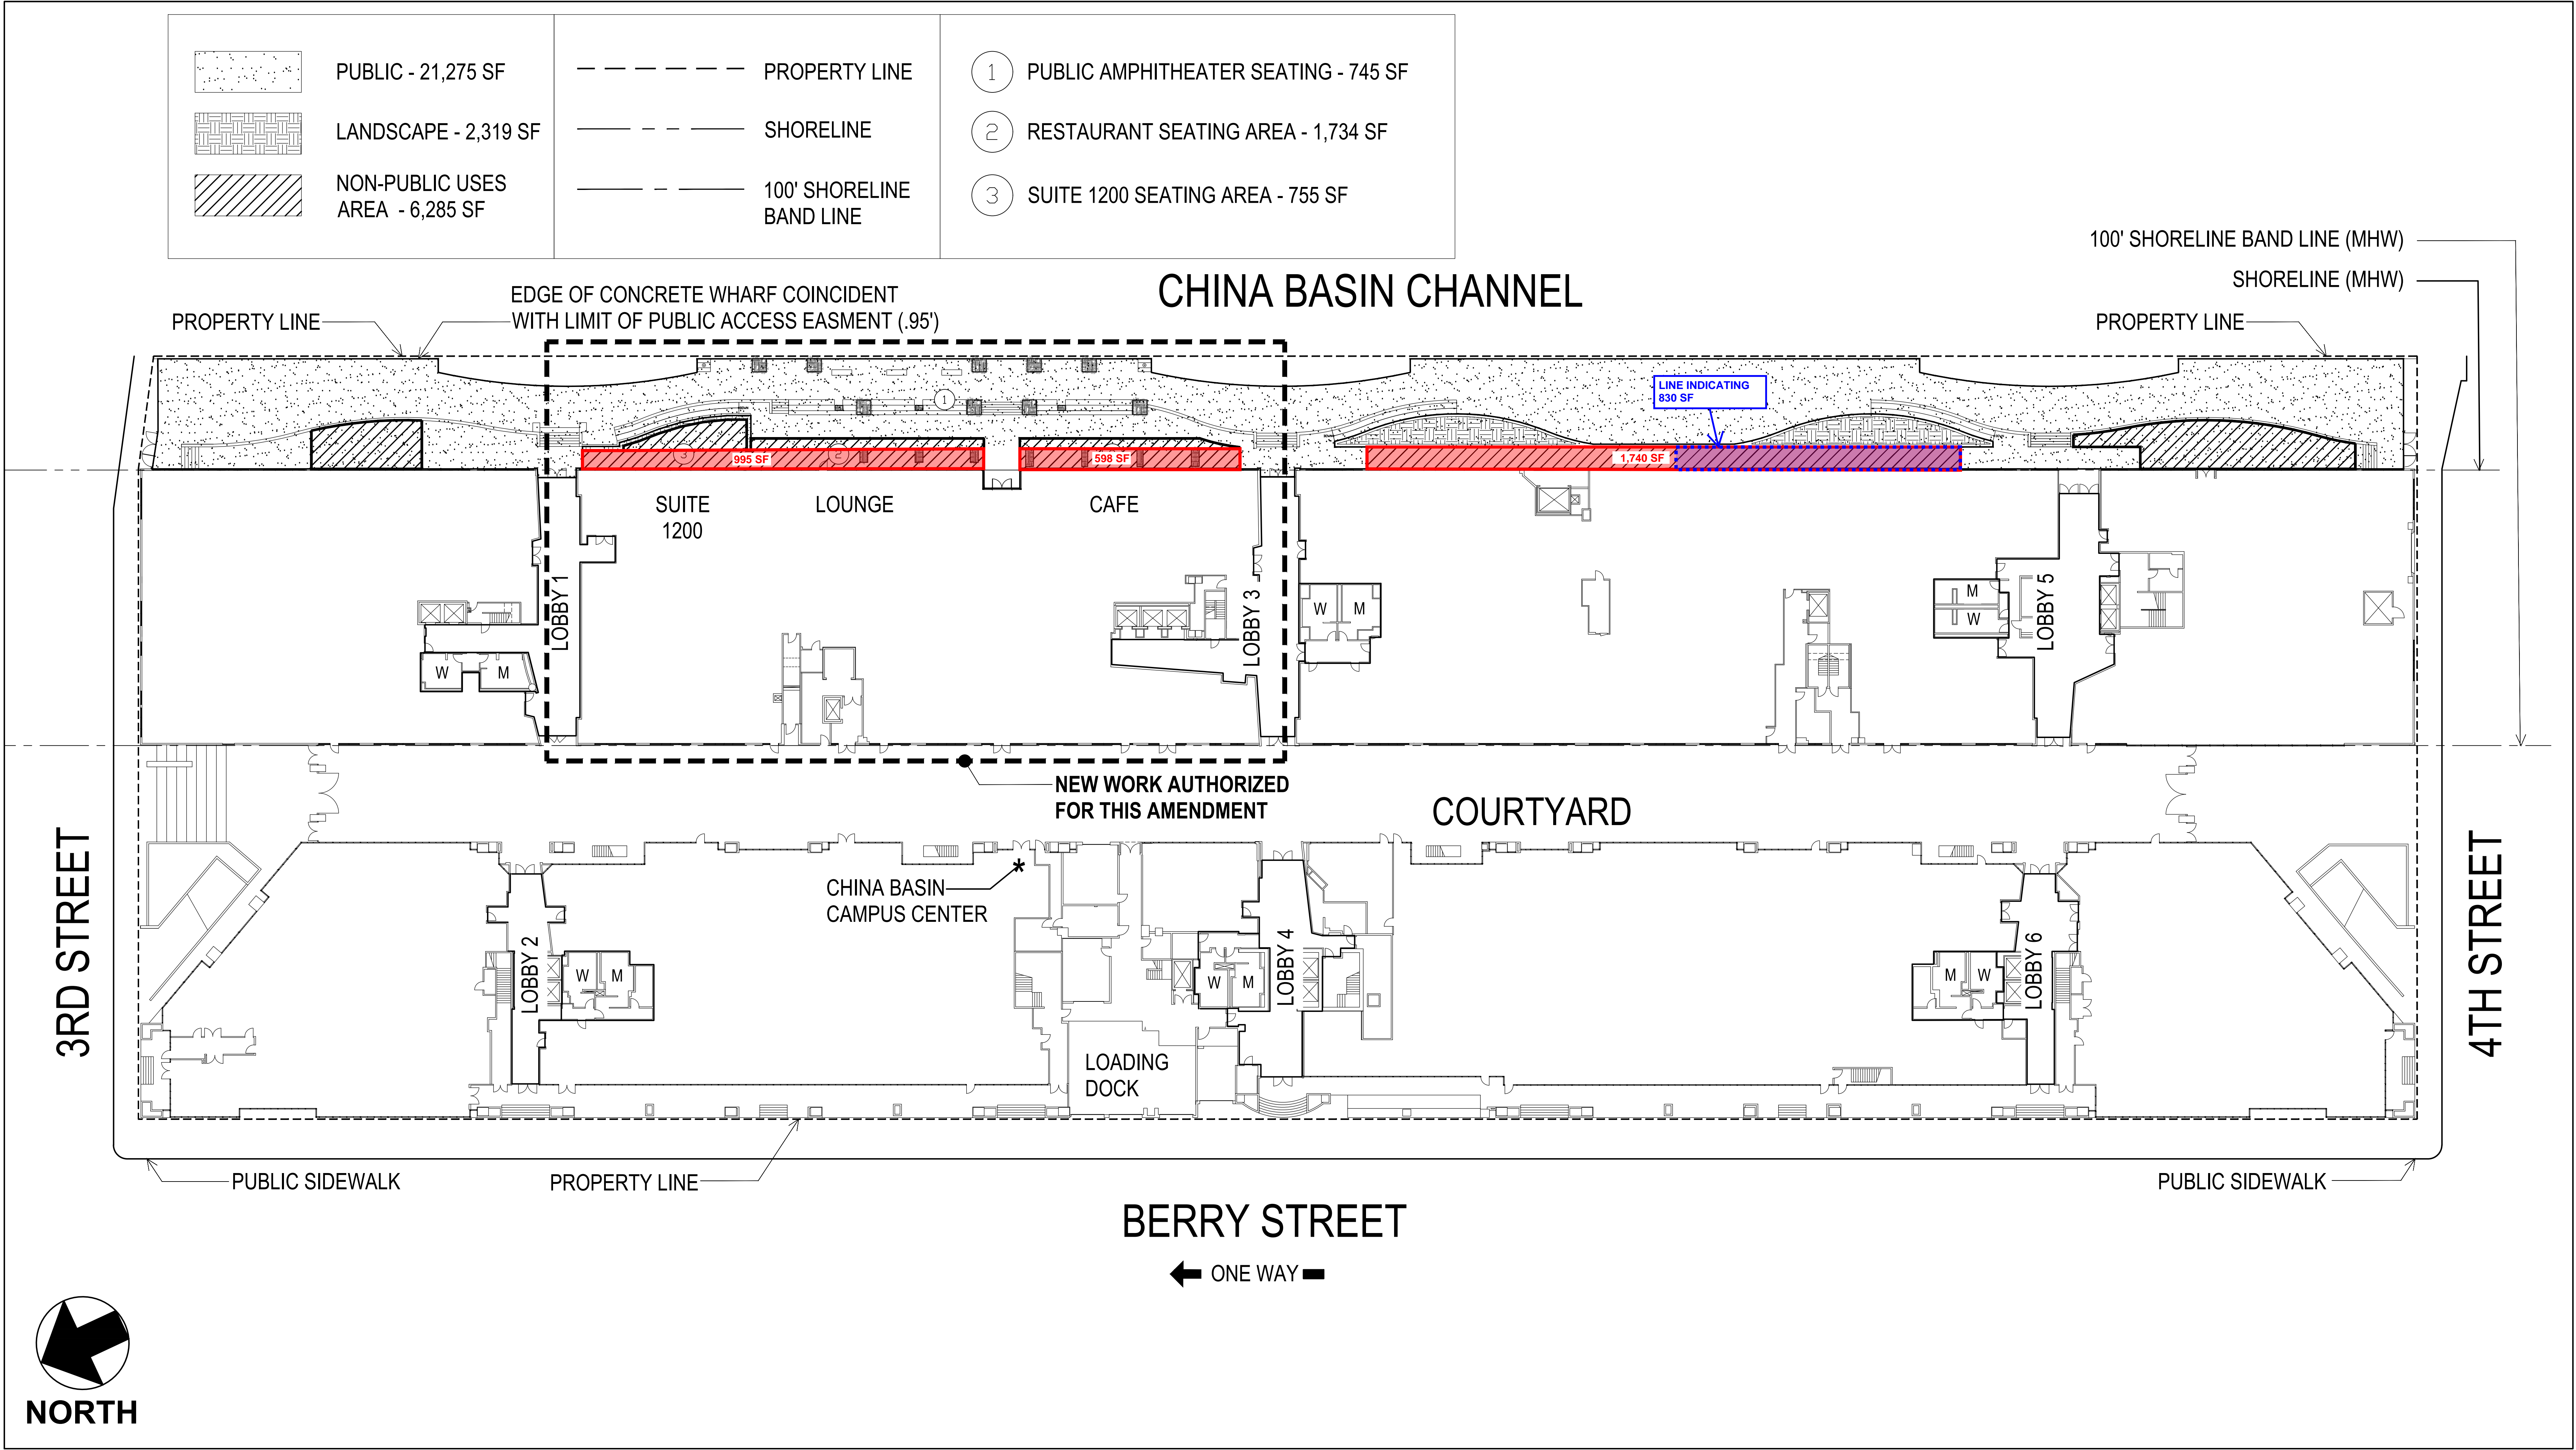 PUBLIC - 21,275 SF
LANDSCAPE - 2,319 SF
NON-PUBLIC USES
AREA - 6,285 SF
PROPERTY LINE
SHORELINE
100' SHORELINE
BAND LINE
1
PUBLIC AMPHITHEATER SEATING - 745 SF
2
RESTAURANT SEATING AREA - 1,734 SF
3
SUITE 1200 SEATING AREA - 755 SF
100' SHORELINE BAND LINE (MHW)
SHORELINE (MHW)
PROPERTY LINE
CHINA BASIN CHANNEL
EDGE OF CONCRETE WHARF COINCIDENT
WITH LIMIT OF PUBLIC ACCESS EASMENT (.95')
PROPERTY LINE
LINE INDICATING
830 SF
1
3
995 SF
2
598 SF
1,740 SF
SUITE
1200
LOUNGE
CAFE
LOBBY 1
LOBBY 3
LOBBY 5
W
M
W
M
M
W
NEW WORK AUTHORIZED
FOR THIS AMENDMENT
COURTYARD
3RD STREET
4TH STREET
CHINA BASIN
CAMPUS CENTER
*
LOBBY 2
LOBBY 4
LOBBY 6
W
M
W
M
M
W
LOADING
DOCK
PUBLIC SIDEWALK
PROPERTY LINE
PUBLIC SIDEWALK
BERRY STREET
ONE WAY
NORTH